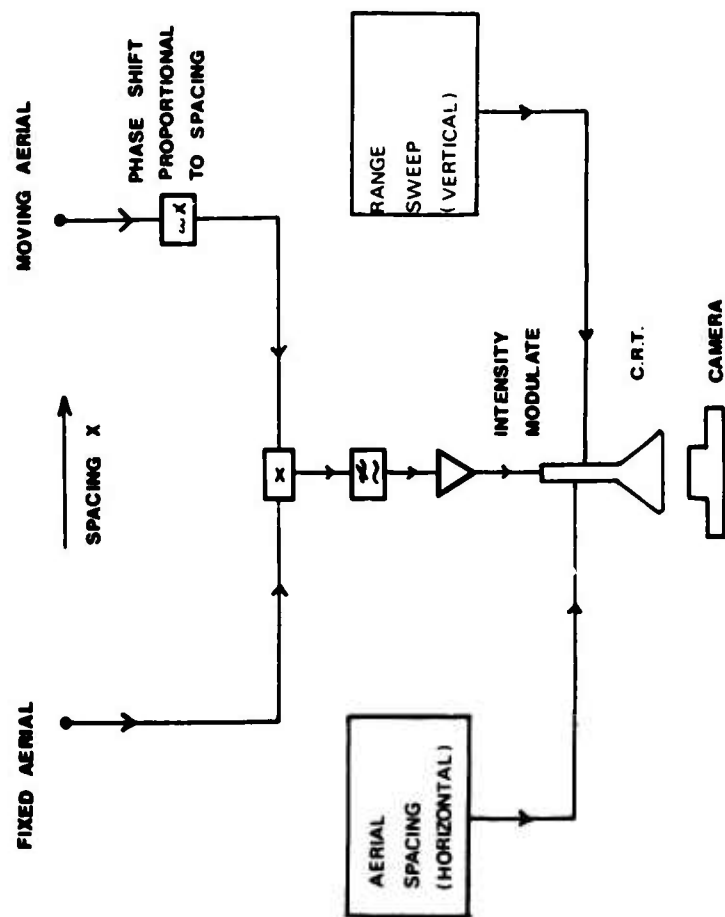 FIXED AERIAL
SPACING X
MOVING AERIAL
PHASE SHIFT
PROPORTIONAL
TO SPACING
ωX
X
AERIAL
SPACING
(HORIZONTAL)
INTENSITY
MODULATE
RANGE
SWEEP
(VERTICAL)
C.R.T.
CAMERA